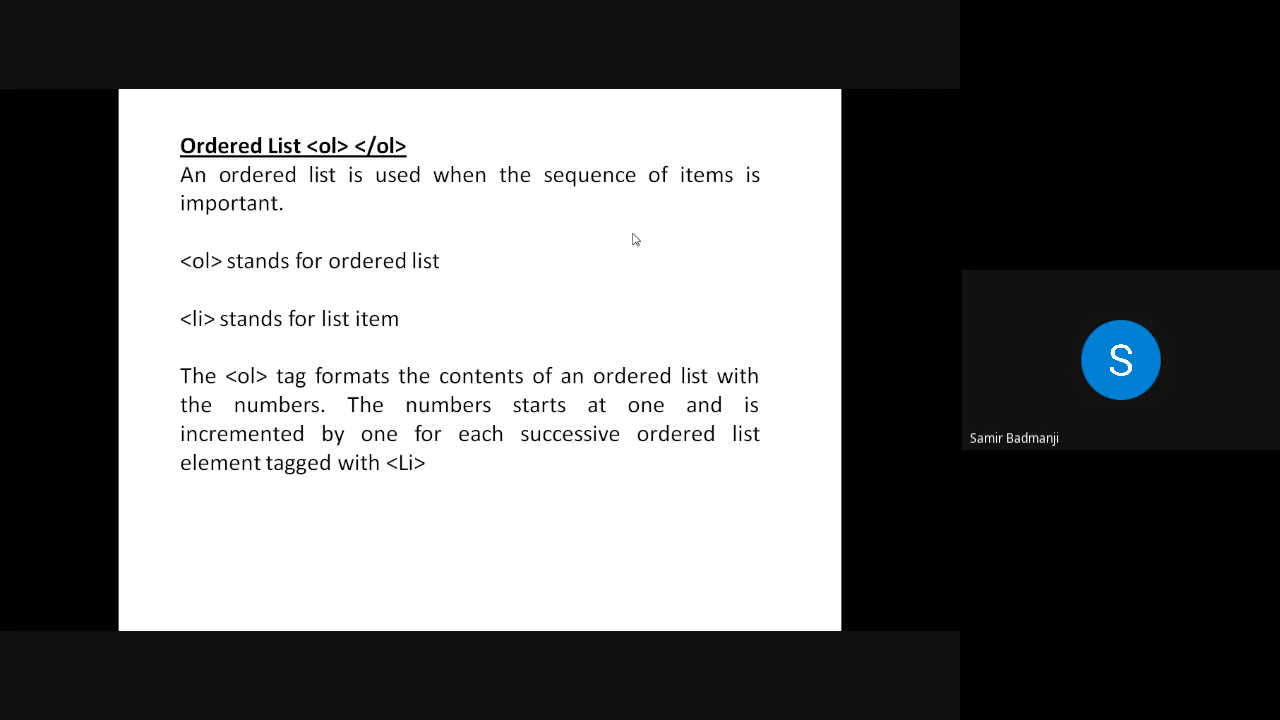 Ordered List <ol> </ol>
An ordered list is used when the sequence of items is
important.
<ol> stands for ordered list
<li> stands for list item
The <ol> tag formats the contents of an ordered list with
the numbers. The numbers starts at one and is
incremented by one for each successive ordered list
element tagged with <Li>
S
Samir Badmanji